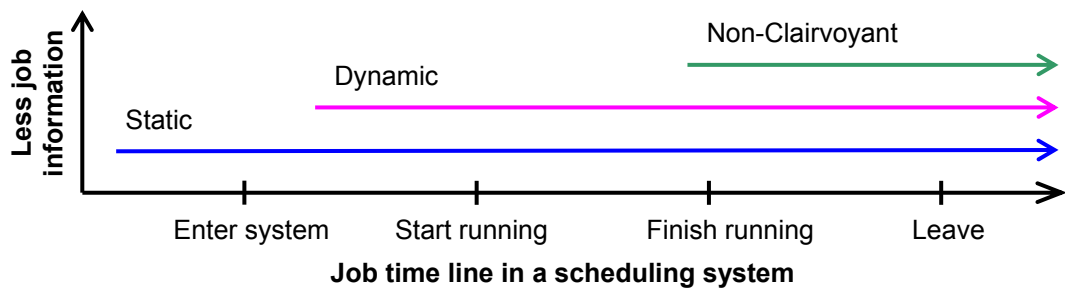 Non-Clairvoyant
Dynamic
Static
Less job
information
Enter system
Start running
Finish running
Leave
Job time line in a scheduling system